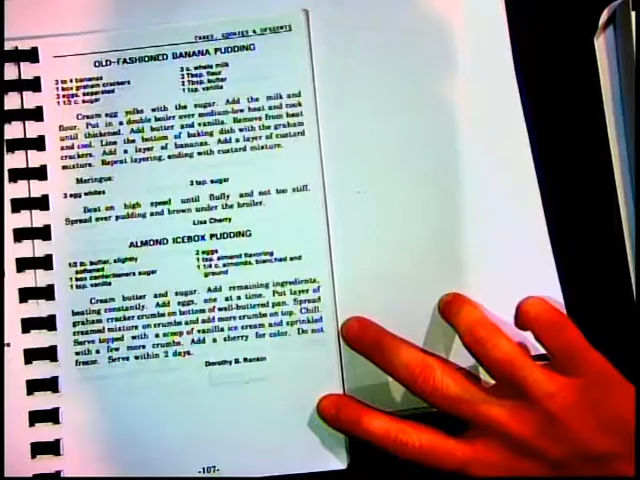 CAKES, COOKIES & DESSERTS
OLD-FASHIONED BANANA PUDDING
3 to 4 bananas
1 box graham crackers
3 eggs, separated
1 1/2 c. sugar
3 c. whole milk
3 Tbsp. flour
2 Tbsp. butter
1 tsp. vanilla
Cream egg yolks with the sugar. Add the milk and
flour. Put in a double boiler over medium-low heat and cook
until thickened. Add butter and vanilla. Remove from heat
and cool. Line the bottom of baking dish with the graham
crackers. Add a layer of bananas. Add a layer of custard
mixture. Repeat layering, ending with custard mixture.
Meringue:
3 egg whites
3 tsp. sugar
Beat on high speed until fluffy and not too stiff.
Spread over pudding and brown under the broiler.
Lisa Cherry
ALMOND ICEBOX PUDDING
1/2 lb. butter, slightly
softened
1 box confectioners sugar
1 tsp. vanilla
2 eggs
1 tsp. almond flavoring
1 1/4 c. almonds, blanched and
ground
Cream butter and sugar. Add remaining ingredients,
beating constantly. Add eggs, one at a time. Put layer of
graham cracker crumbs on bottom of well-buttered pan. Spread
creamed mixture on crumbs and add more crumbs on top. Chill.
Serve topped with a scoop of vanilla ice cream and sprinkled
with a few more crumbs. Add a cherry for color. Do not
freeze. Serve within 2 days.
Dorothy B. Rankin
-107-